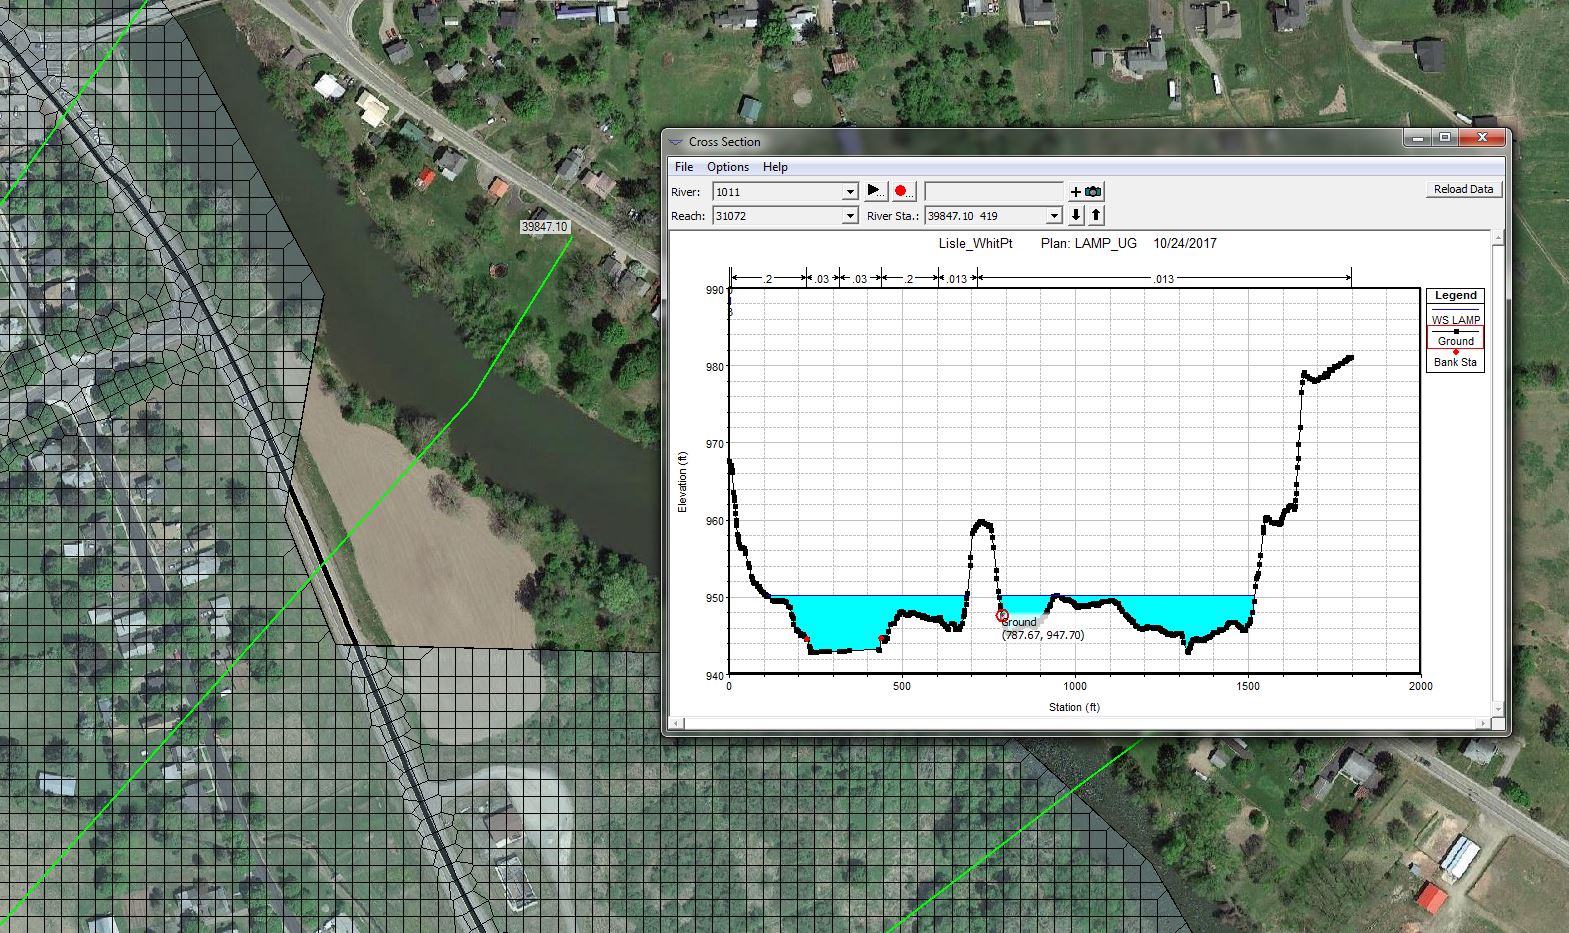 39847.10
Cross Section
File Options Help
River: 1011
Reload Data
Reach: 31072 River Sta.: 39847.10 419
Lisle_WhitPt Plan: LAMP_UG 10/24/2017
.2 .03 .03 .2 .013 .013
Legend
WS LAMP
Ground
Bank Sta
990
980
970
960
950
940
Elevation (ft)
Ground
(787.67, 947.70)
0 500 1000 1500 2000
Station (ft)